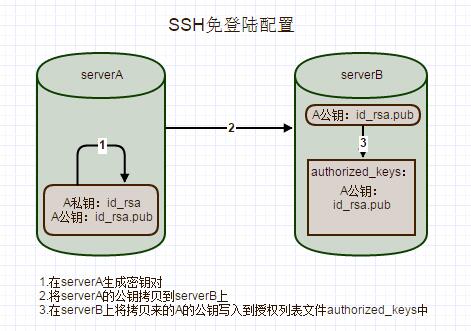 SSH免登陆配置
serverA
serverB
A公钥：id_rsa.pub
1
2
3
A私钥：id_rsa
A公钥：id_rsa.pub
authorized_keys：
A公钥：
id_rsa.pub
1.在serverA生成密钥对
2.将serverA的公钥拷贝到serverB上
3.在serverB上将拷贝来的A的公钥写入到授权列表文件authorized_keys中